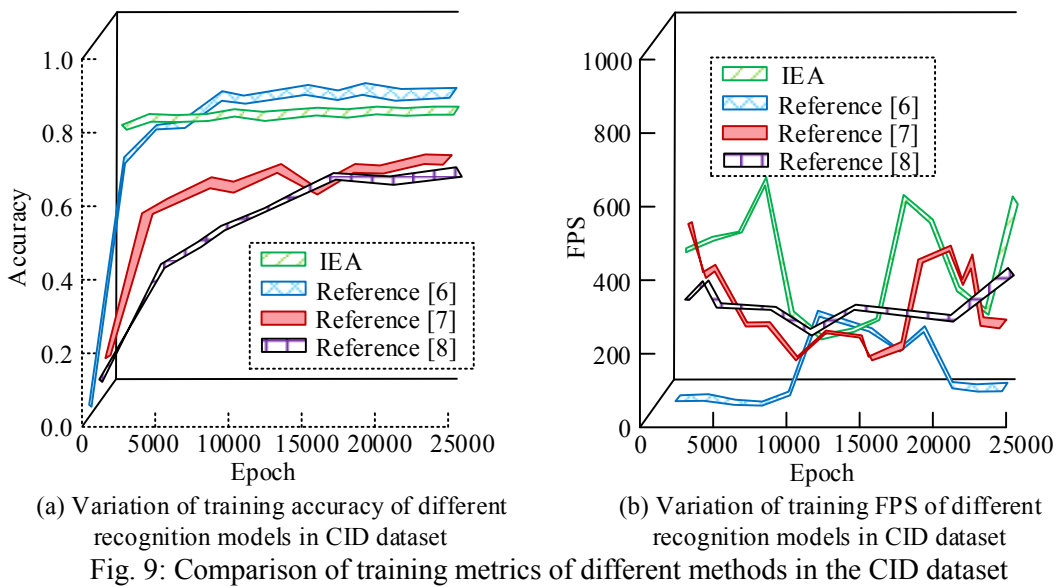 1.0
0.8
0.6
0.4
0.2
0.0
Accuracy
IEA
Reference [6]
Reference [7]
Reference [8]
0 5000 10000 15000 20000 25000
Epoch
(a) Variation of training accuracy of different
recognition models in CID dataset
1000
800
600
400
200
0
FPS
IEA
Reference [6]
Reference [7]
Reference [8]
0 5000 10000 15000 20000 25000
Epoch
(b) Variation of training FPS of different
recognition models in CID dataset
Fig. 9: Comparison of training metrics of different methods in the CID dataset